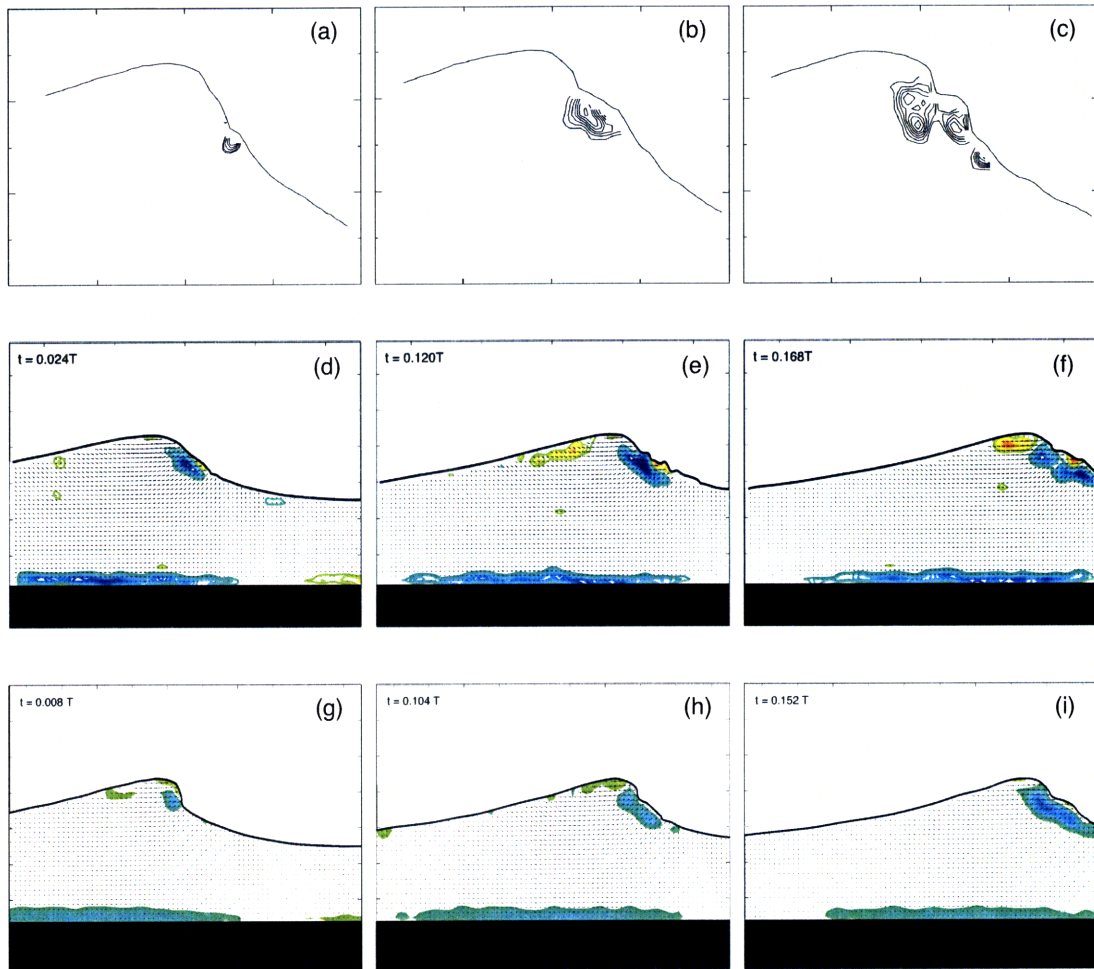 (a)
(b)
(c)
t = 0.024T
(d)
t = 0.120T
(e)
t = 0.168T
(f)
t = 0.008 T
(g)
t = 0.104 T
(h)
t = 0.152 T
(i)